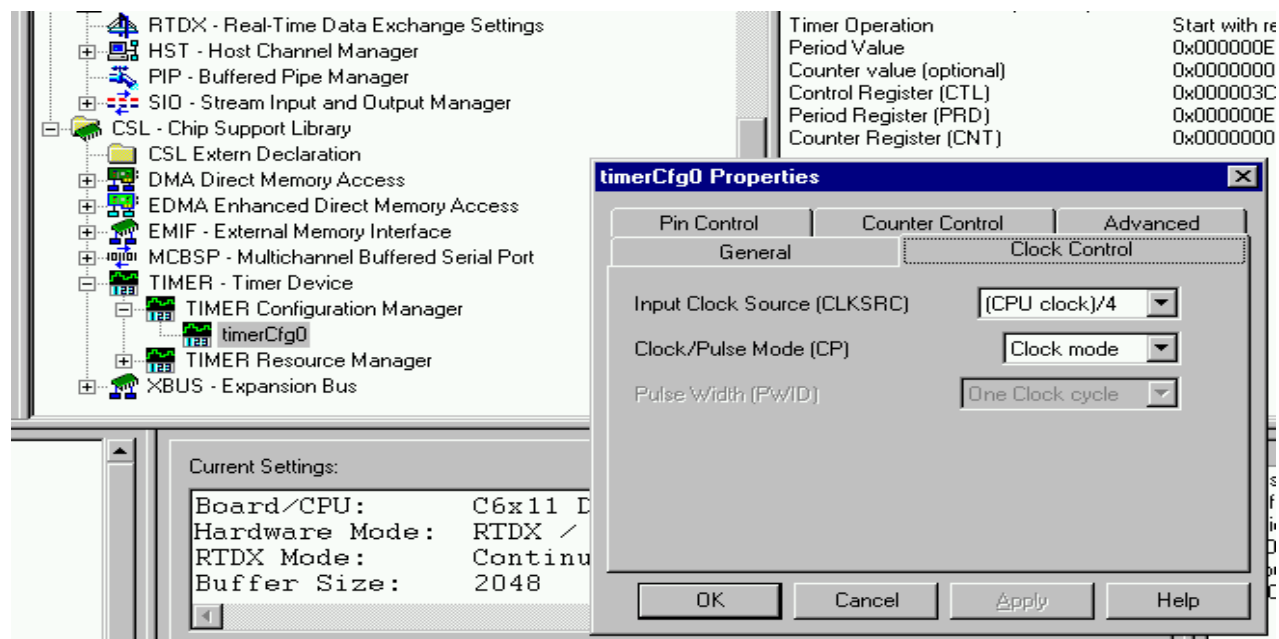 RTDX - Real-Time Data Exchange Settings
HST - Host Channel Manager
PIP - Buffered Pipe Manager
SIO - Stream Input and Output Manager
CSL - Chip Support Library
CSL Extern Declaration
DMA Direct Memory Access
EDMA Enhanced Direct Memory Access
EMIF - External Memory Interface
MCBSP - Multichannel Buffered Serial Port
TIMER - Timer Device
TIMER Configuration Manager
timerCfg0
TIMER Resource Manager
XBUS - Expansion Bus
Timer Operation Start with re
Period Value 0x000000E
Counter value (optional) 0x0000000
Control Register (CTL) 0x000003C
Period Register (PRD) 0x000000E
Counter Register (CNT) 0x0000000
timerCfg0 Properties
Pin Control Counter Control Advanced
General Clock Control
Input Clock Source (CLKSRC) (CPU clock)/4
Clock/Pulse Mode (CP) Clock mode
Pulse Width (PWID) One Clock cycle
OK Cancel Apply Help
Current Settings:
Board/CPU: C6x11 D
Hardware Mode: RTDX /
RTDX Mode: Continu
Buffer Size: 2048